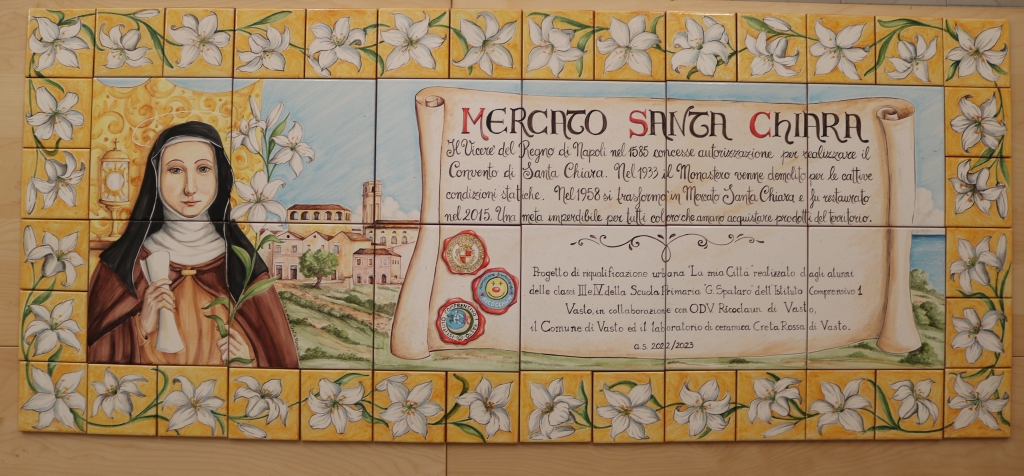 MERCATO SANTA CHIARA
Il Vicerè del Regno di Napoli nel 1585 concesse autorizzazione per realizzare il
Convento di Santa Chiara. Nel 1933 il Monastero venne demolito per le cattive
condizioni statiche. Nel 1958 si trasformò in Mercato Santa Chiara e fu restaurato
nel 2015. Una meta imperdibile per tutti coloro che amano acquistare prodotti del territorio.
Progetto di riqualificazione urbana "La mia Città" realizzato dagli alunni
delle classi III e IV della Scuola Primaria "G. Spataro" dell'Istituto Comprensivo 1
Vasto, in collaborazione con ODV Ricoclaun di Vasto,
il Comune di Vasto ed il laboratorio di ceramica Creta Rossa di Vasto.
a.s. 2022/2023